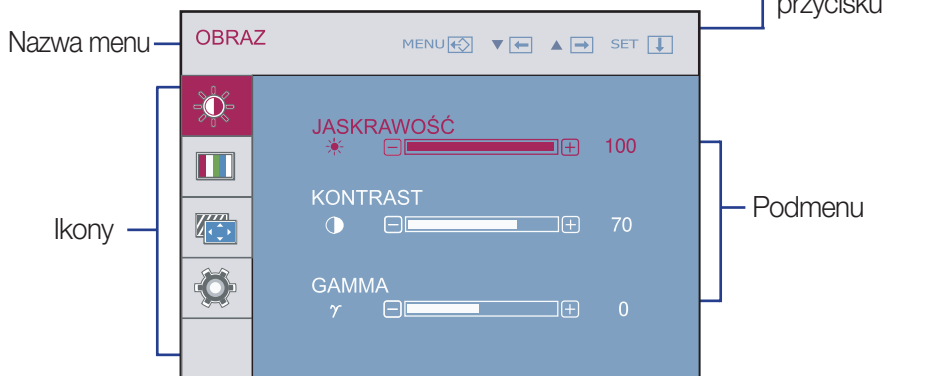 przycisku
Nazwa menu
OBRAZ
MENU ▼ ▲ SET
JASKRAWOŚĆ
100
KONTRAST
70
GAMMA
γ 0
Ikony
Podmenu